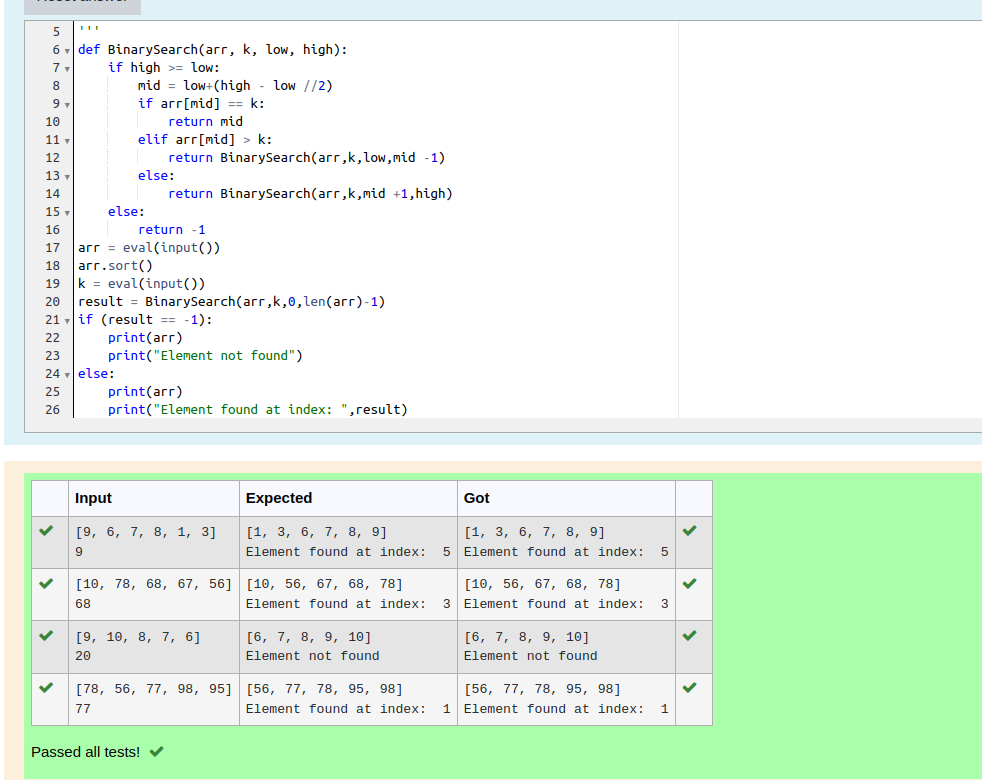 5 '''
6 def BinarySearch(arr, k, low, high):
7     if high >= low:
8         mid = low+(high - low //2)
9         if arr[mid] == k:
10             return mid
11         elif arr[mid] > k:
12             return BinarySearch(arr,k,low,mid -1)
13         else:
14             return BinarySearch(arr,k,mid +1,high)
15     else:
16         return -1
17 arr = eval(input())
18 arr.sort()
19 k = eval(input())
20 result = BinarySearch(arr,k,0,len(arr)-1)
21 if (result == -1):
22     print(arr)
23     print("Element not found")
24 else:
25     print(arr)
26     print("Element found at index: ",result)
Input Expected Got
[9, 6, 7, 8, 1, 3] [1, 3, 6, 7, 8, 9] [1, 3, 6, 7, 8, 9]
9 Element found at index:  5 Element found at index:  5
[10, 78, 68, 67, 56] [10, 56, 67, 68, 78] [10, 56, 67, 68, 78]
68 Element found at index:  3 Element found at index:  3
[9, 10, 8, 7, 6] [6, 7, 8, 9, 10] [6, 7, 8, 9, 10]
20 Element not found Element not found
[78, 56, 77, 98, 95] [56, 77, 78, 95, 98] [56, 77, 78, 95, 98]
77 Element found at index:  1 Element found at index:  1
Passed all tests!